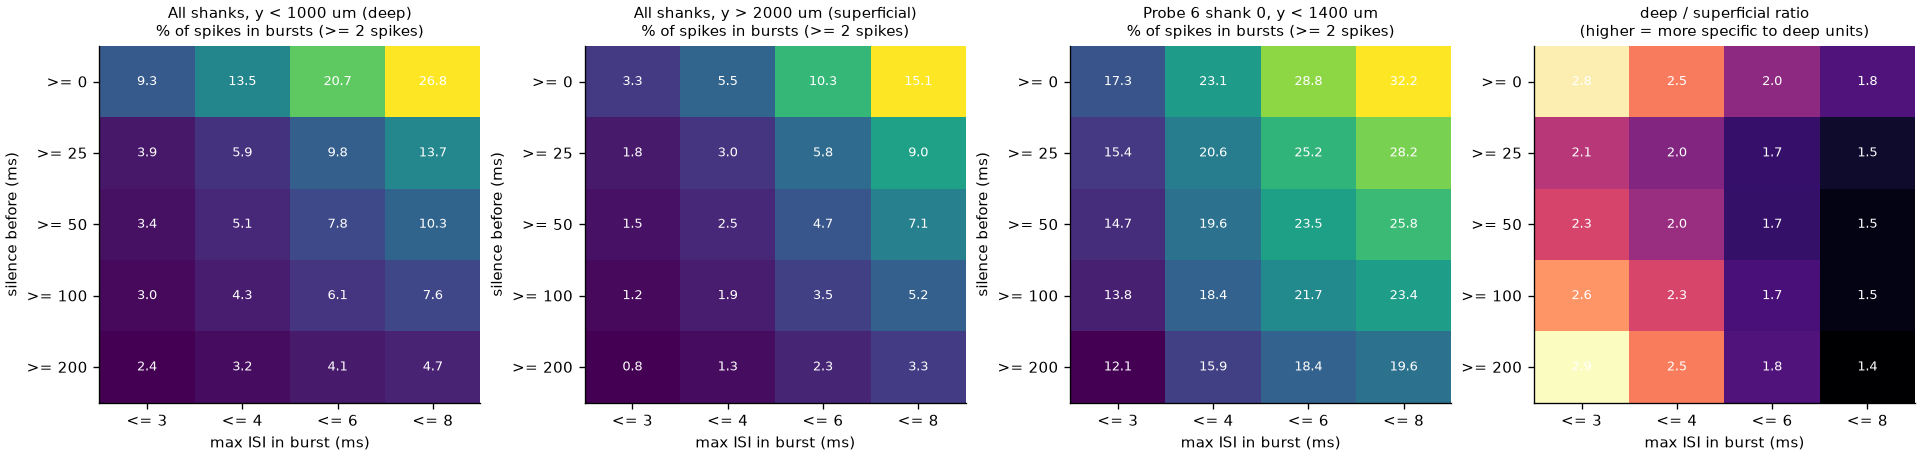 All shanks, y < 1000 um (deep)
% of spikes in bursts (>= 2 spikes)
silence before (ms)
>= 0 9.3 13.5 20.7 26.8
>= 25 3.9 5.9 9.8 13.7
>= 50 3.4 5.1 7.8 10.3
>= 100 3.0 4.3 6.1 7.6
>= 200 2.4 3.2 4.1 4.7
<= 3 <= 4 <= 6 <= 8
max ISI in burst (ms)
All shanks, y > 2000 um (superficial)
% of spikes in bursts (>= 2 spikes)
silence before (ms)
>= 0 3.3 5.5 10.3 15.1
>= 25 1.8 3.0 5.8 9.0
>= 50 1.5 2.5 4.7 7.1
>= 100 1.2 1.9 3.5 5.2
>= 200 0.8 1.3 2.3 3.3
<= 3 <= 4 <= 6 <= 8
max ISI in burst (ms)
Probe 6 shank 0, y < 1400 um
% of spikes in bursts (>= 2 spikes)
silence before (ms)
>= 0 17.3 23.1 28.8 32.2
>= 25 15.4 20.6 25.2 28.2
>= 50 14.7 19.6 23.5 25.8
>= 100 13.8 18.4 21.7 23.4
>= 200 12.1 15.9 18.4 19.6
<= 3 <= 4 <= 6 <= 8
max ISI in burst (ms)
deep / superficial ratio
(higher = more specific to deep units)
>= 0 2.8 2.5 2.0 1.8
>= 25 2.1 2.0 1.7 1.5
>= 50 2.3 2.0 1.7 1.5
>= 100 2.6 2.3 1.7 1.5
>= 200 2.9 2.5 1.8 1.4
<= 3 <= 4 <= 6 <= 8
max ISI in burst (ms)